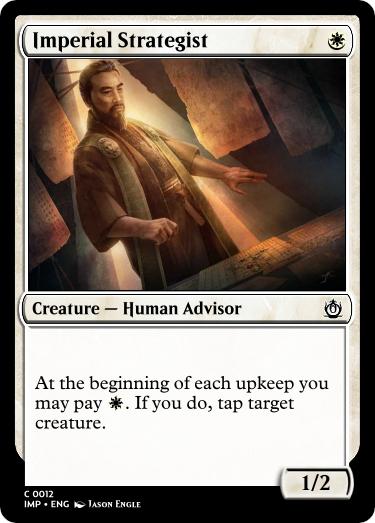 Imperial Strategist
Creature — Human Advisor
At the beginning of each upkeep you
may pay . If you do, tap target
creature.
1/2
C 0012
IMP • ENG Jason Engle